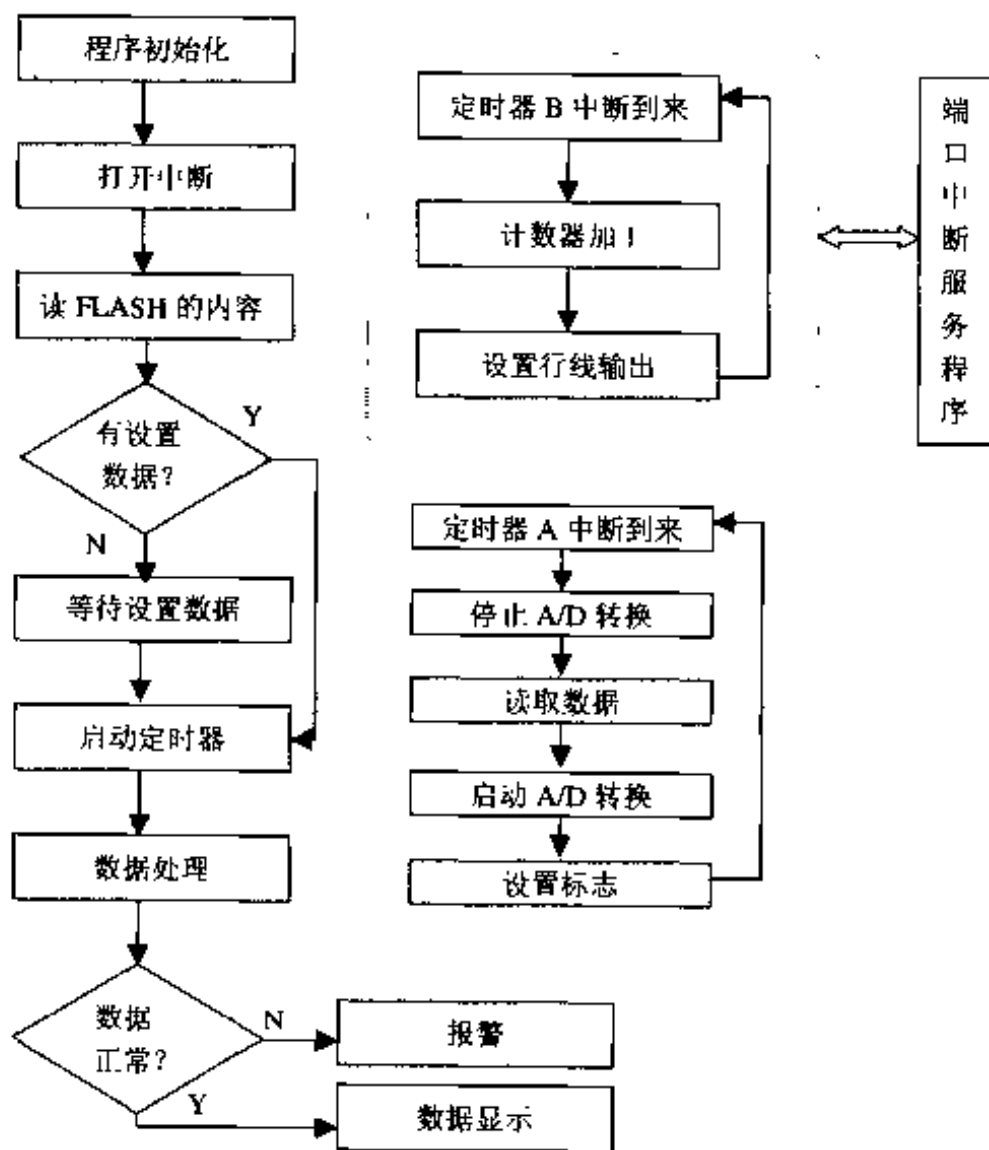 程序初始化
打开中断
读 FLASH 的内容
有设置
数据?
Y
N
等待设置数据
启动定时器
数据处理
数据
正常?
N
报警
Y
数据显示
定时器 B 中断到来
计数器加 1
设置行线输出
定时器 A 中断到来
停止 A/D 转换
读取数据
启动 A/D 转换
设置标志
端
口
中
断
服
务
程
序